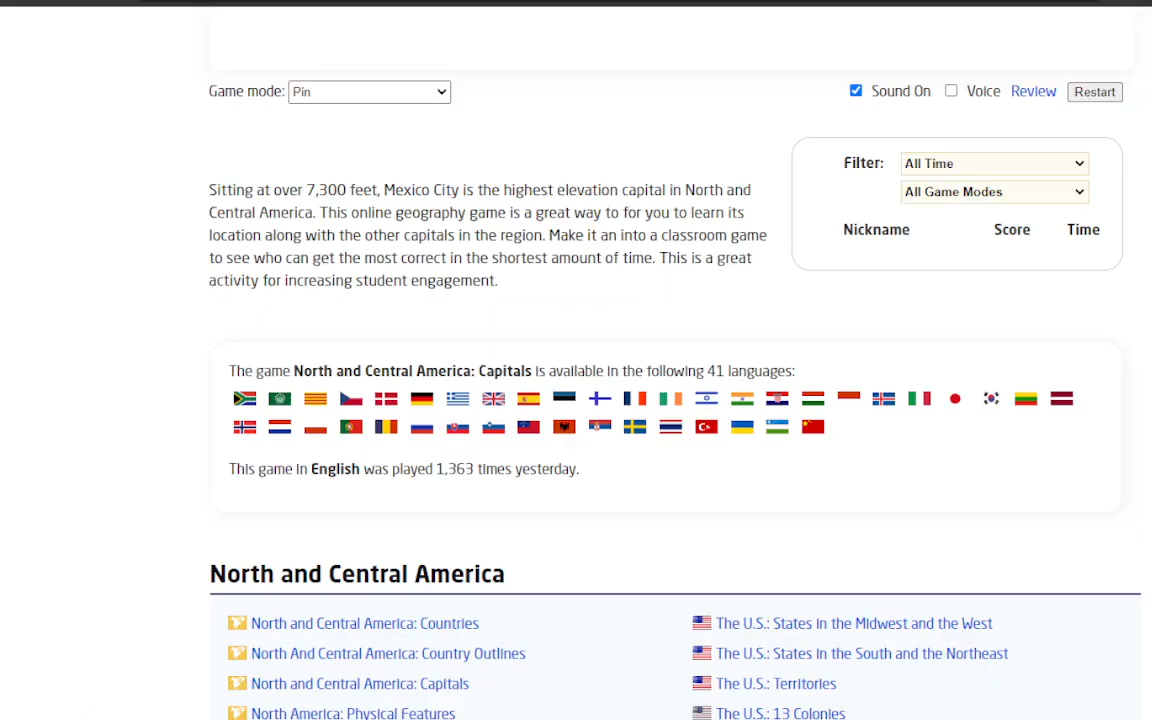 Game mode: Pin
Sound On Voice Review Restart
Filter: All Time
All Game Modes
Nickname Score Time
Sitting at over 7,300 feet, Mexico City is the highest elevation capital in North and
Central America. This online geography game is a great way to for you to learn its
location along with the other capitals in the region. Make it an into a classroom game
to see who can get the most correct in the shortest amount of time. This is a great
activity for increasing student engagement.
The game North and Central America: Capitals is available in the following 41 languages:
This game in English was played 1,363 times yesterday.
North and Central America
North and Central America: Countries
North And Central America: Country Outlines
North and Central America: Capitals
North America: Physical Features
The U.S.: States in the Midwest and the West
The U.S.: States in the South and the Northeast
The U.S.: Territories
The U.S.: 13 Colonies